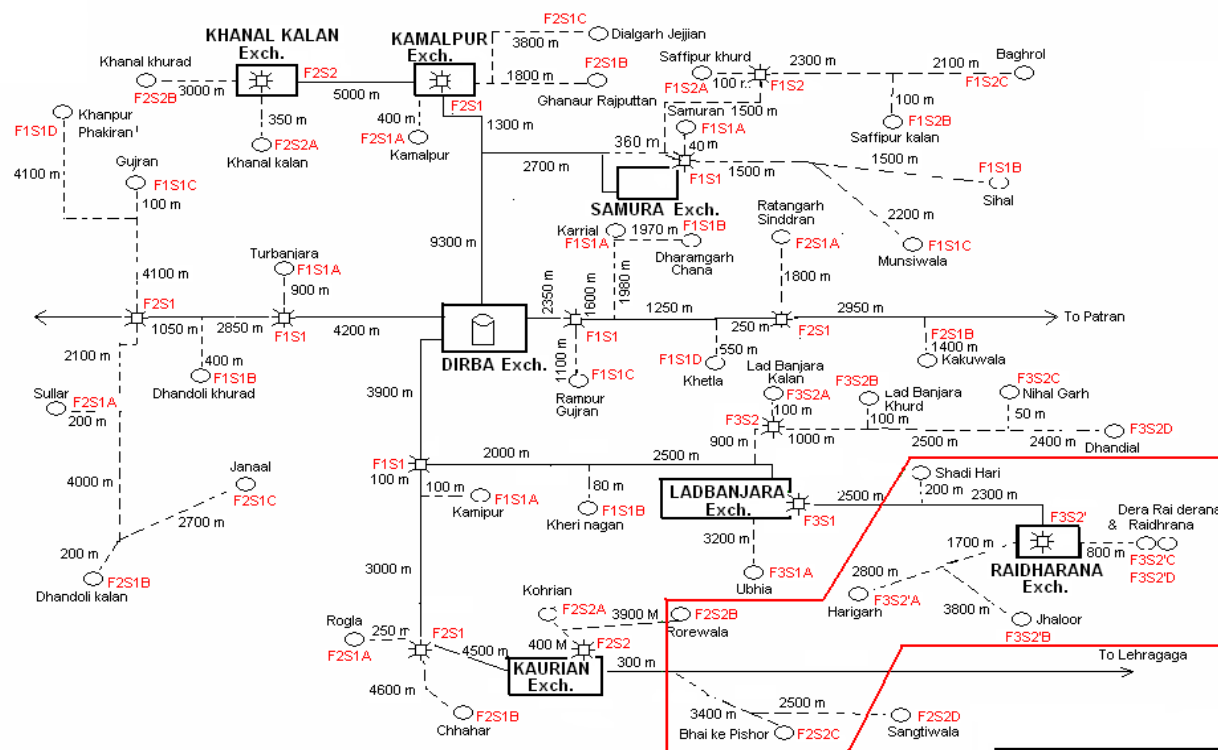 KHANAL KALAN
Exch.
KAMALPUR
Exch.
F2S1C
Dialgarh Jejjian
3800 m
Khanal khurad
F2S2
F2S2B
3000 m
5000 m
F2S1
1800 m
F2S1B
Ghanaur Rajputtan
Saffipur khurd
F1S2A
F1S2
2300 m
2100 m
F1S2C
Baghrol
100 m
F1S2B
Saffipur kalan
1500 m
Khanpur
Phakiran
F1S1D
350 m
F2S2A
Khanal kalan
400 m
F2S1A
Kamalpur
1300 m
Samuran
F1S1A
360 m
40 m
F1S1
2700 m
1500 m
1500 m
F1S1B
Sihal
Gujran
F1S1C
4100 m
100 m
SAMURA Exch.
2200 m
F1S1C
Munsiwala
Karrial
F1S1A
1970 m
F1S1B
Dharamgarh
Chana
Ratangarh
Sinddran
F2S1A
9300 m
Turbanjara
F1S1A
900 m
4100 m
1980 m
1800 m
F2S1
1050 m
2850 m
F1S1
4200 m
2350 m
1600 m
F1S1
1250 m
250 m
F2S1
2950 m
To Patran
DIRBA Exch.
2100 m
400 m
F1S1B
Dhandoli khurad
1100 m
F1S1C
Rampur
Gujran
F1S1D
550 m
Khetla
F2S1B
1400 m
Kakuwala
Sullar
F2S1A
200 m
3900 m
Lad Banjara
Kalan
F3S2A
100 m
F3S2B
Lad Banjara
Khurd
100 m
F3S2C
Nihal Garh
50 m
F3S2
900 m
1000 m
2500 m
2400 m
F3S2D
Dhandial
4000 m
Janaal
F2S1C
2700 m
F1S1
100 m
2000 m
2500 m
100 m
F1S1A
Kamipur
80 m
F1S1B
Kheri nagan
LADBANJARA
Exch.
F3S1
2500 m
Shadi Hari
200 m
2300 m
F3S2'
Dera Rai derana
& Raidhrana
800 m
F3S2'C
F3S2'D
RAIDHARANA
Exch.
200 m
F2S1B
Dhandoli kalan
3000 m
3200 m
F3S1A
Ubhia
1700 m
2800 m
F3S2'A
Harigarh
3800 m
Jhaloor
F3S2'B
Kohrian
F2S2A
3900 M
F2S2B
Rorewala
Rogla
F2S1A
F2S1
400 M
F2S2
4500 m
KAURIAN
Exch.
300 m
To Lehragaga
4600 m
F2S1B
Chhahar
3400 m
2500 m
F2S2D
Sangtiwala
Bhai ke Pishor
F2S2C